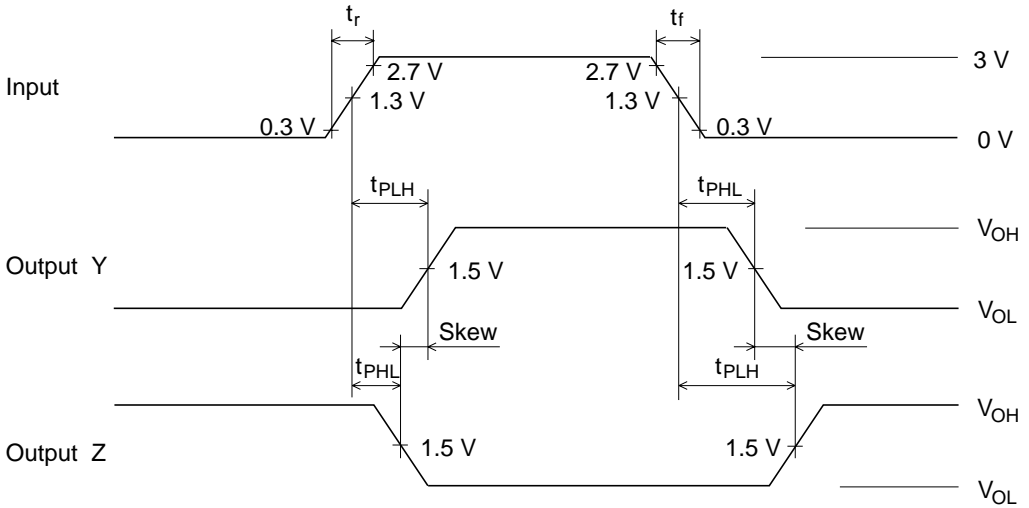 tr tf
3 V
2.7 V 2.7 V
Input
1.3 V 1.3 V
0.3 V 0.3 V
0 V
tPLH tPHL
VOH
Output Y
1.5 V 1.5 V
VOL
Skew Skew
tPHL tPLH
VOH
Output Z
1.5 V 1.5 V
VOL